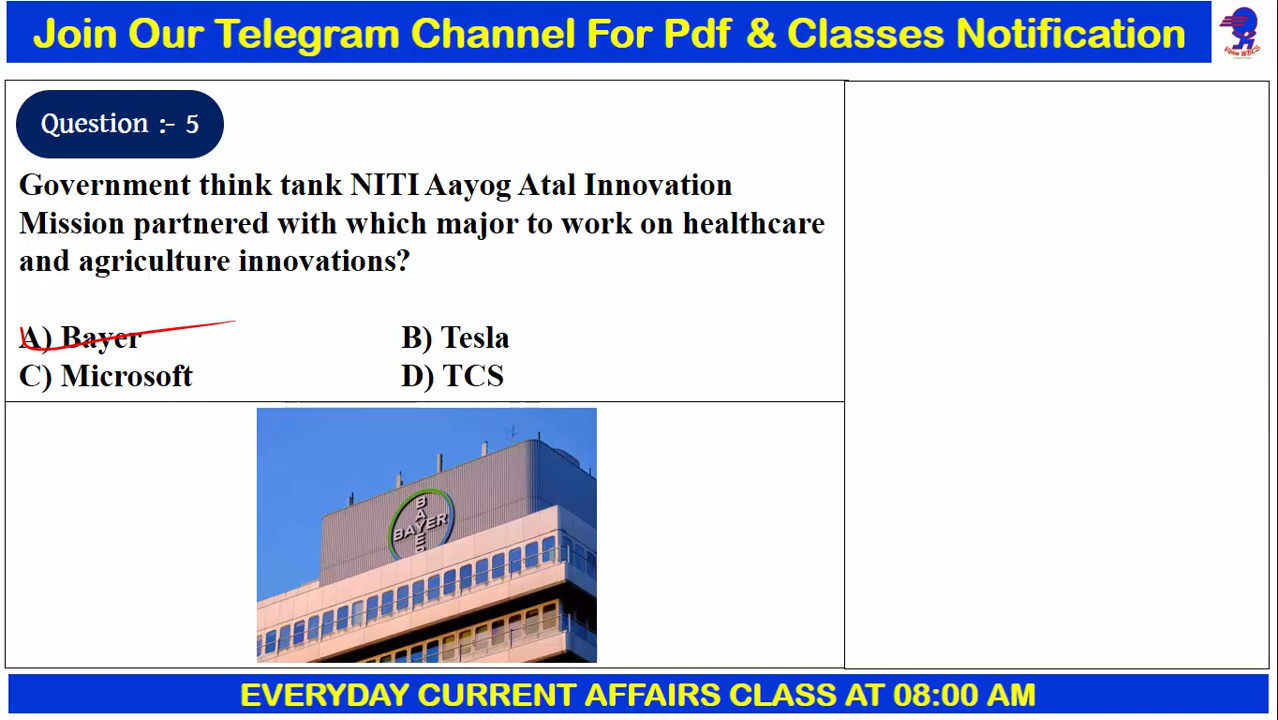 Join Our Telegram Channel For Pdf & Classes Notification
Question :- 5
Government think tank NITI Aayog Atal Innovation
Mission partnered with which major to work on healthcare
and agriculture innovations?
A) Bayer
B) Tesla
C) Microsoft
D) TCS
BAYER
BAYER
EVERYDAY CURRENT AFFAIRS CLASS AT 08:00 AM